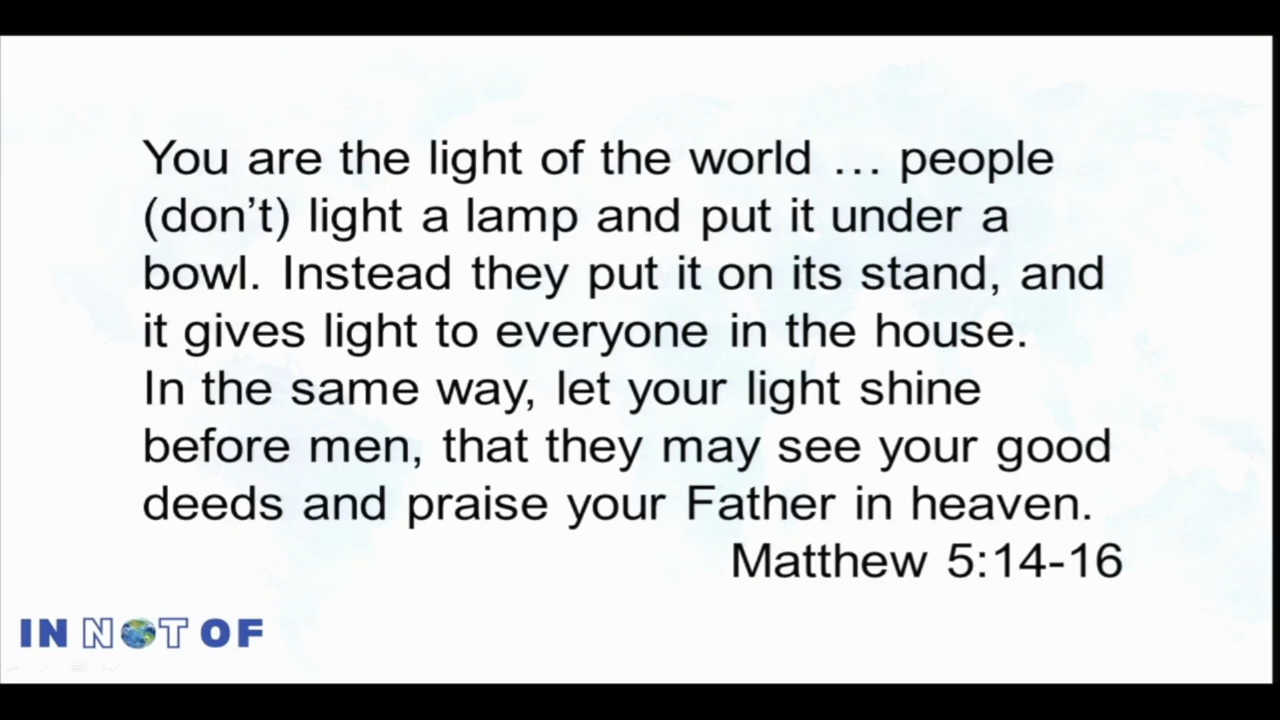 You are the light of the world … people
(don’t) light a lamp and put it under a
bowl. Instead they put it on its stand, and
it gives light to everyone in the house.
In the same way, let your light shine
before men, that they may see your good
deeds and praise your Father in heaven.
Matthew 5:14-16
IN NOT OF